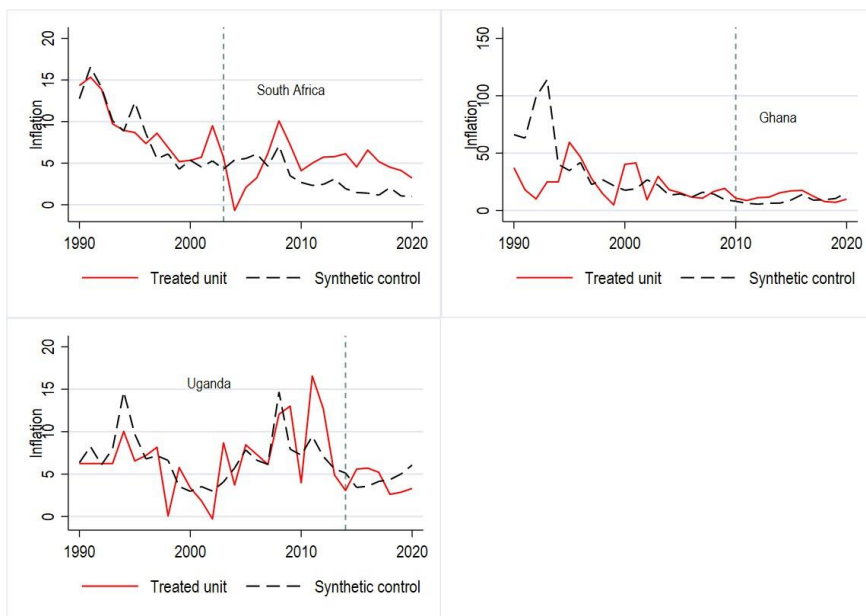 20
15
10
5
0
Inflation
South Africa
1990 2000 2010 2020
Treated unit Synthetic control
150
100
50
0
Inflation
Ghana
1990 2000 2010 2020
Treated unit Synthetic control
20
15
10
5
0
Inflation
Uganda
1990 2000 2010 2020
Treated unit Synthetic control